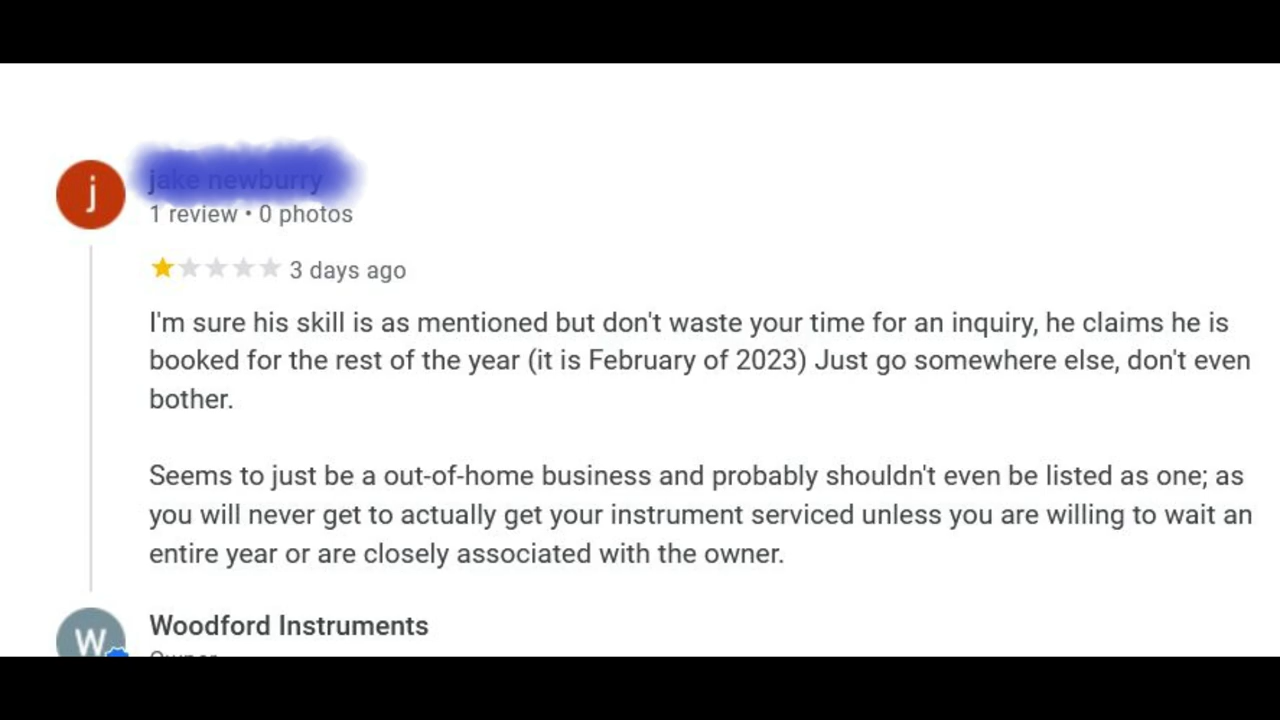 j
jake newburry
1 review • 0 photos
3 days ago
I'm sure his skill is as mentioned but don't waste your time for an inquiry, he claims he is
booked for the rest of the year (it is February of 2023) Just go somewhere else, don't even
bother.
Seems to just be a out-of-home business and probably shouldn't even be listed as one; as
you will never get to actually get your instrument serviced unless you are willing to wait an
entire year or are closely associated with the owner.
W
Woodford Instruments